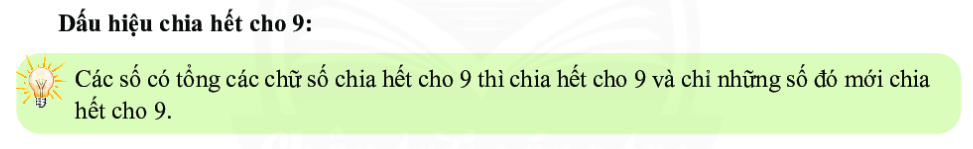 Dấu hiệu chia hết cho 9:
Các số có tổng các chữ số chia hết cho 9 thì chia hết cho 9 và chỉ những số đó mới chia
hết cho 9.